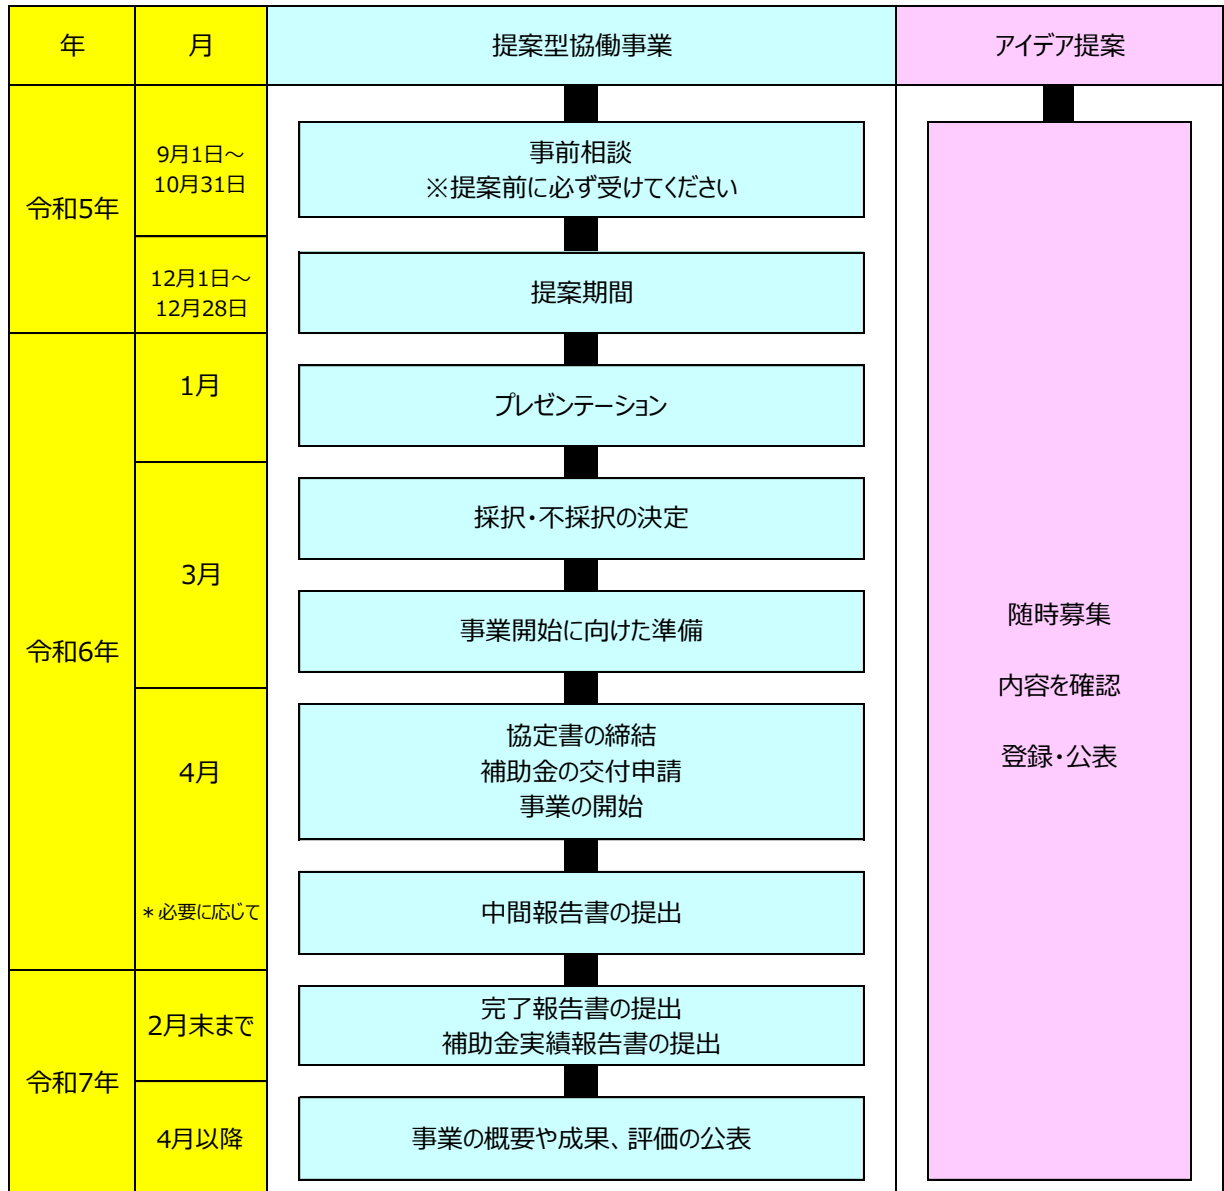 年
月
提案型協働事業
アイデア提案
令和5年
9月1日～
10月31日
事前相談
※提案前に必ず受けてください
12月1日～
12月28日
提案期間
令和6年
1月
プレゼンテーション
3月
採択・不採択の決定
事業開始に向けた準備
4月
協定書の締結
補助金の交付申請
事業の開始
＊必要に応じて
中間報告書の提出
令和7年
2月末まで
完了報告書の提出
補助金実績報告書の提出
4月以降
事業の概要や成果、評価の公表
随時募集
内容を確認
登録・公表